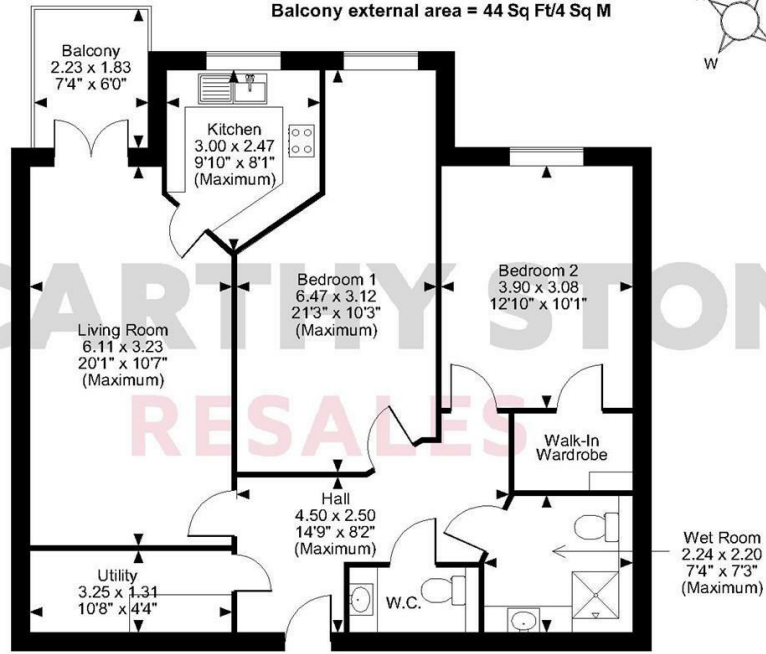 Balcony external area = 44 Sq Ft/4 Sq M
W
Balcony
2.23 x 1.83
7'4" x 6'0"
Kitchen
3.00 x 2.47
9'10" x 8'1"
(Maximum)
Bedroom 1
6.47 x 3.12
21'3" x 10'3"
(Maximum)
Bedroom 2
3.90 x 3.08
12'10" x 10'1"
CARTHY STON
Living Room
6.11 x 3.23
20'1" x 10'7"
(Maximum)
RESALES
Walk-In
Wardrobe
Hall
4.50 x 2.50
14'9" x 8'2"
(Maximum)
Wet Room
2.24 x 2.20
7'4" x 7'3"
(Maximum)
Utility
3.25 x 1.31
10'8" x 4'4"
W.C.